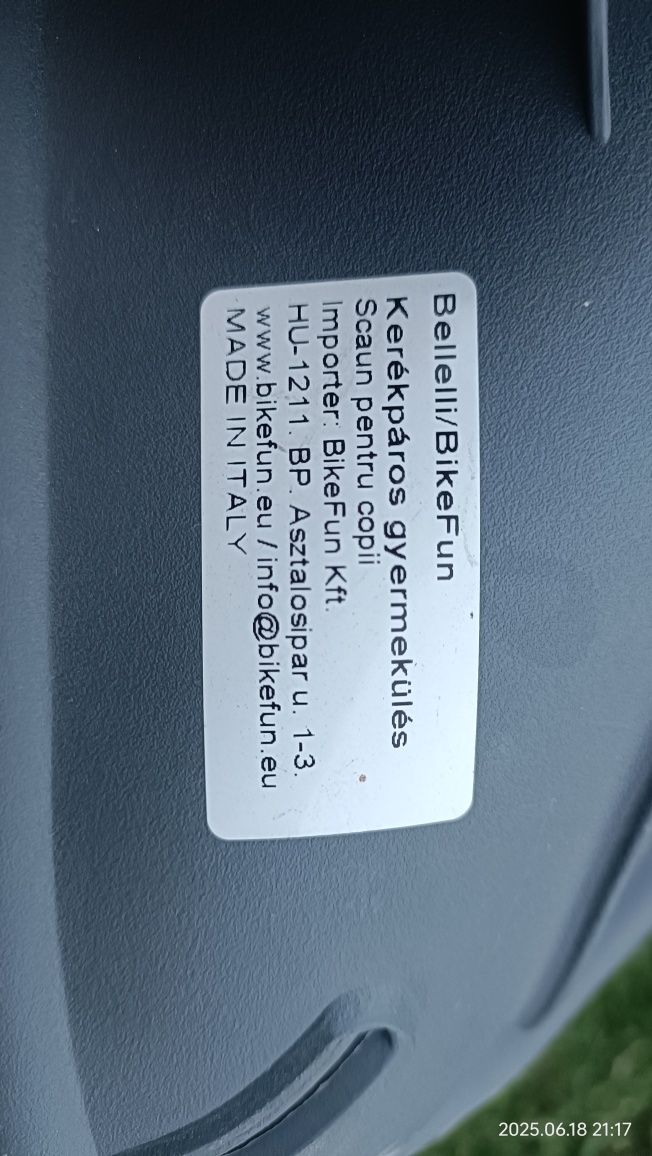 Bellelli/BikeFun
Kerékpáros gyermekülés
Scaun pentru copii
Importer: BikeFun Kft.
HU-1211. BP. Asztalosipar u. 1-3.
www.bikefun.eu / info@bikefun.eu
MADE IN ITALY
2025.06.18 21:17